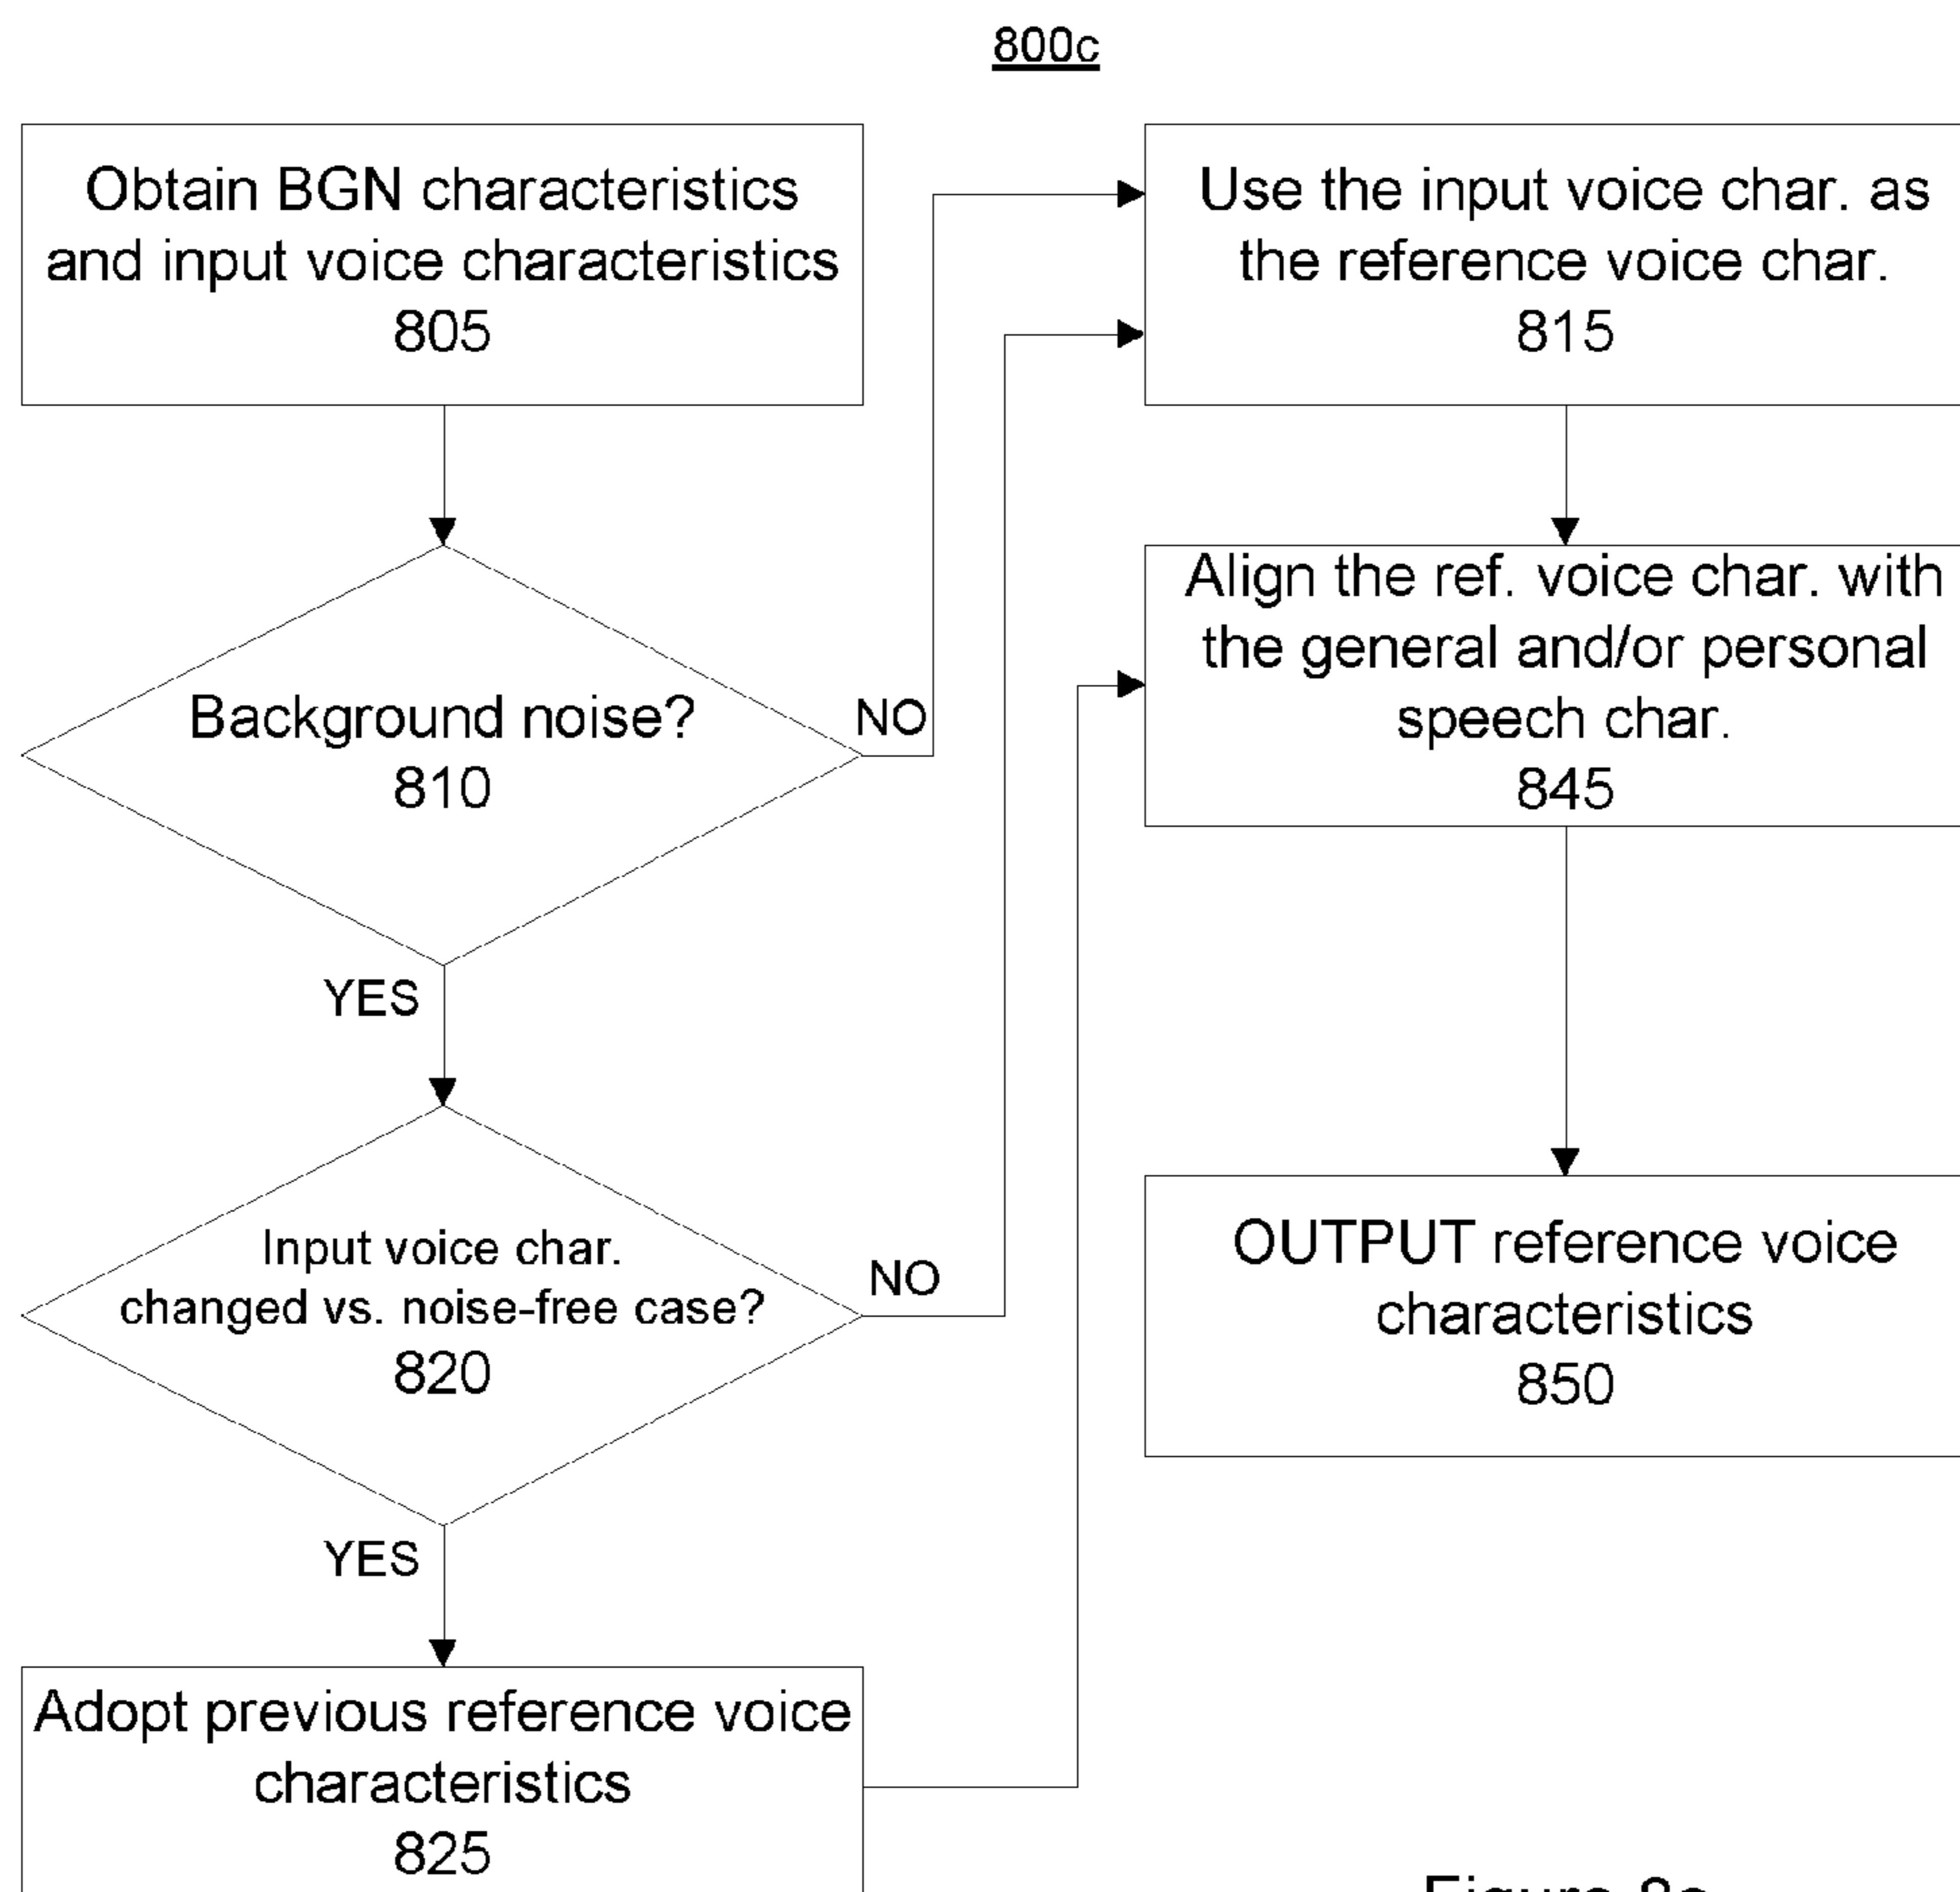 800c
Obtain BGN characteristics
and input voice characteristics
805
Background noise?
810
NO
YES
Input voice char.
changed vs. noise-free case?
820
NO
YES
Adopt previous reference voice
characteristics
825
Use the input voice char. as
the reference voice char.
815
Align the ref. voice char. with
the general and/or personal
speech char.
845
OUTPUT reference voice
characteristics
850